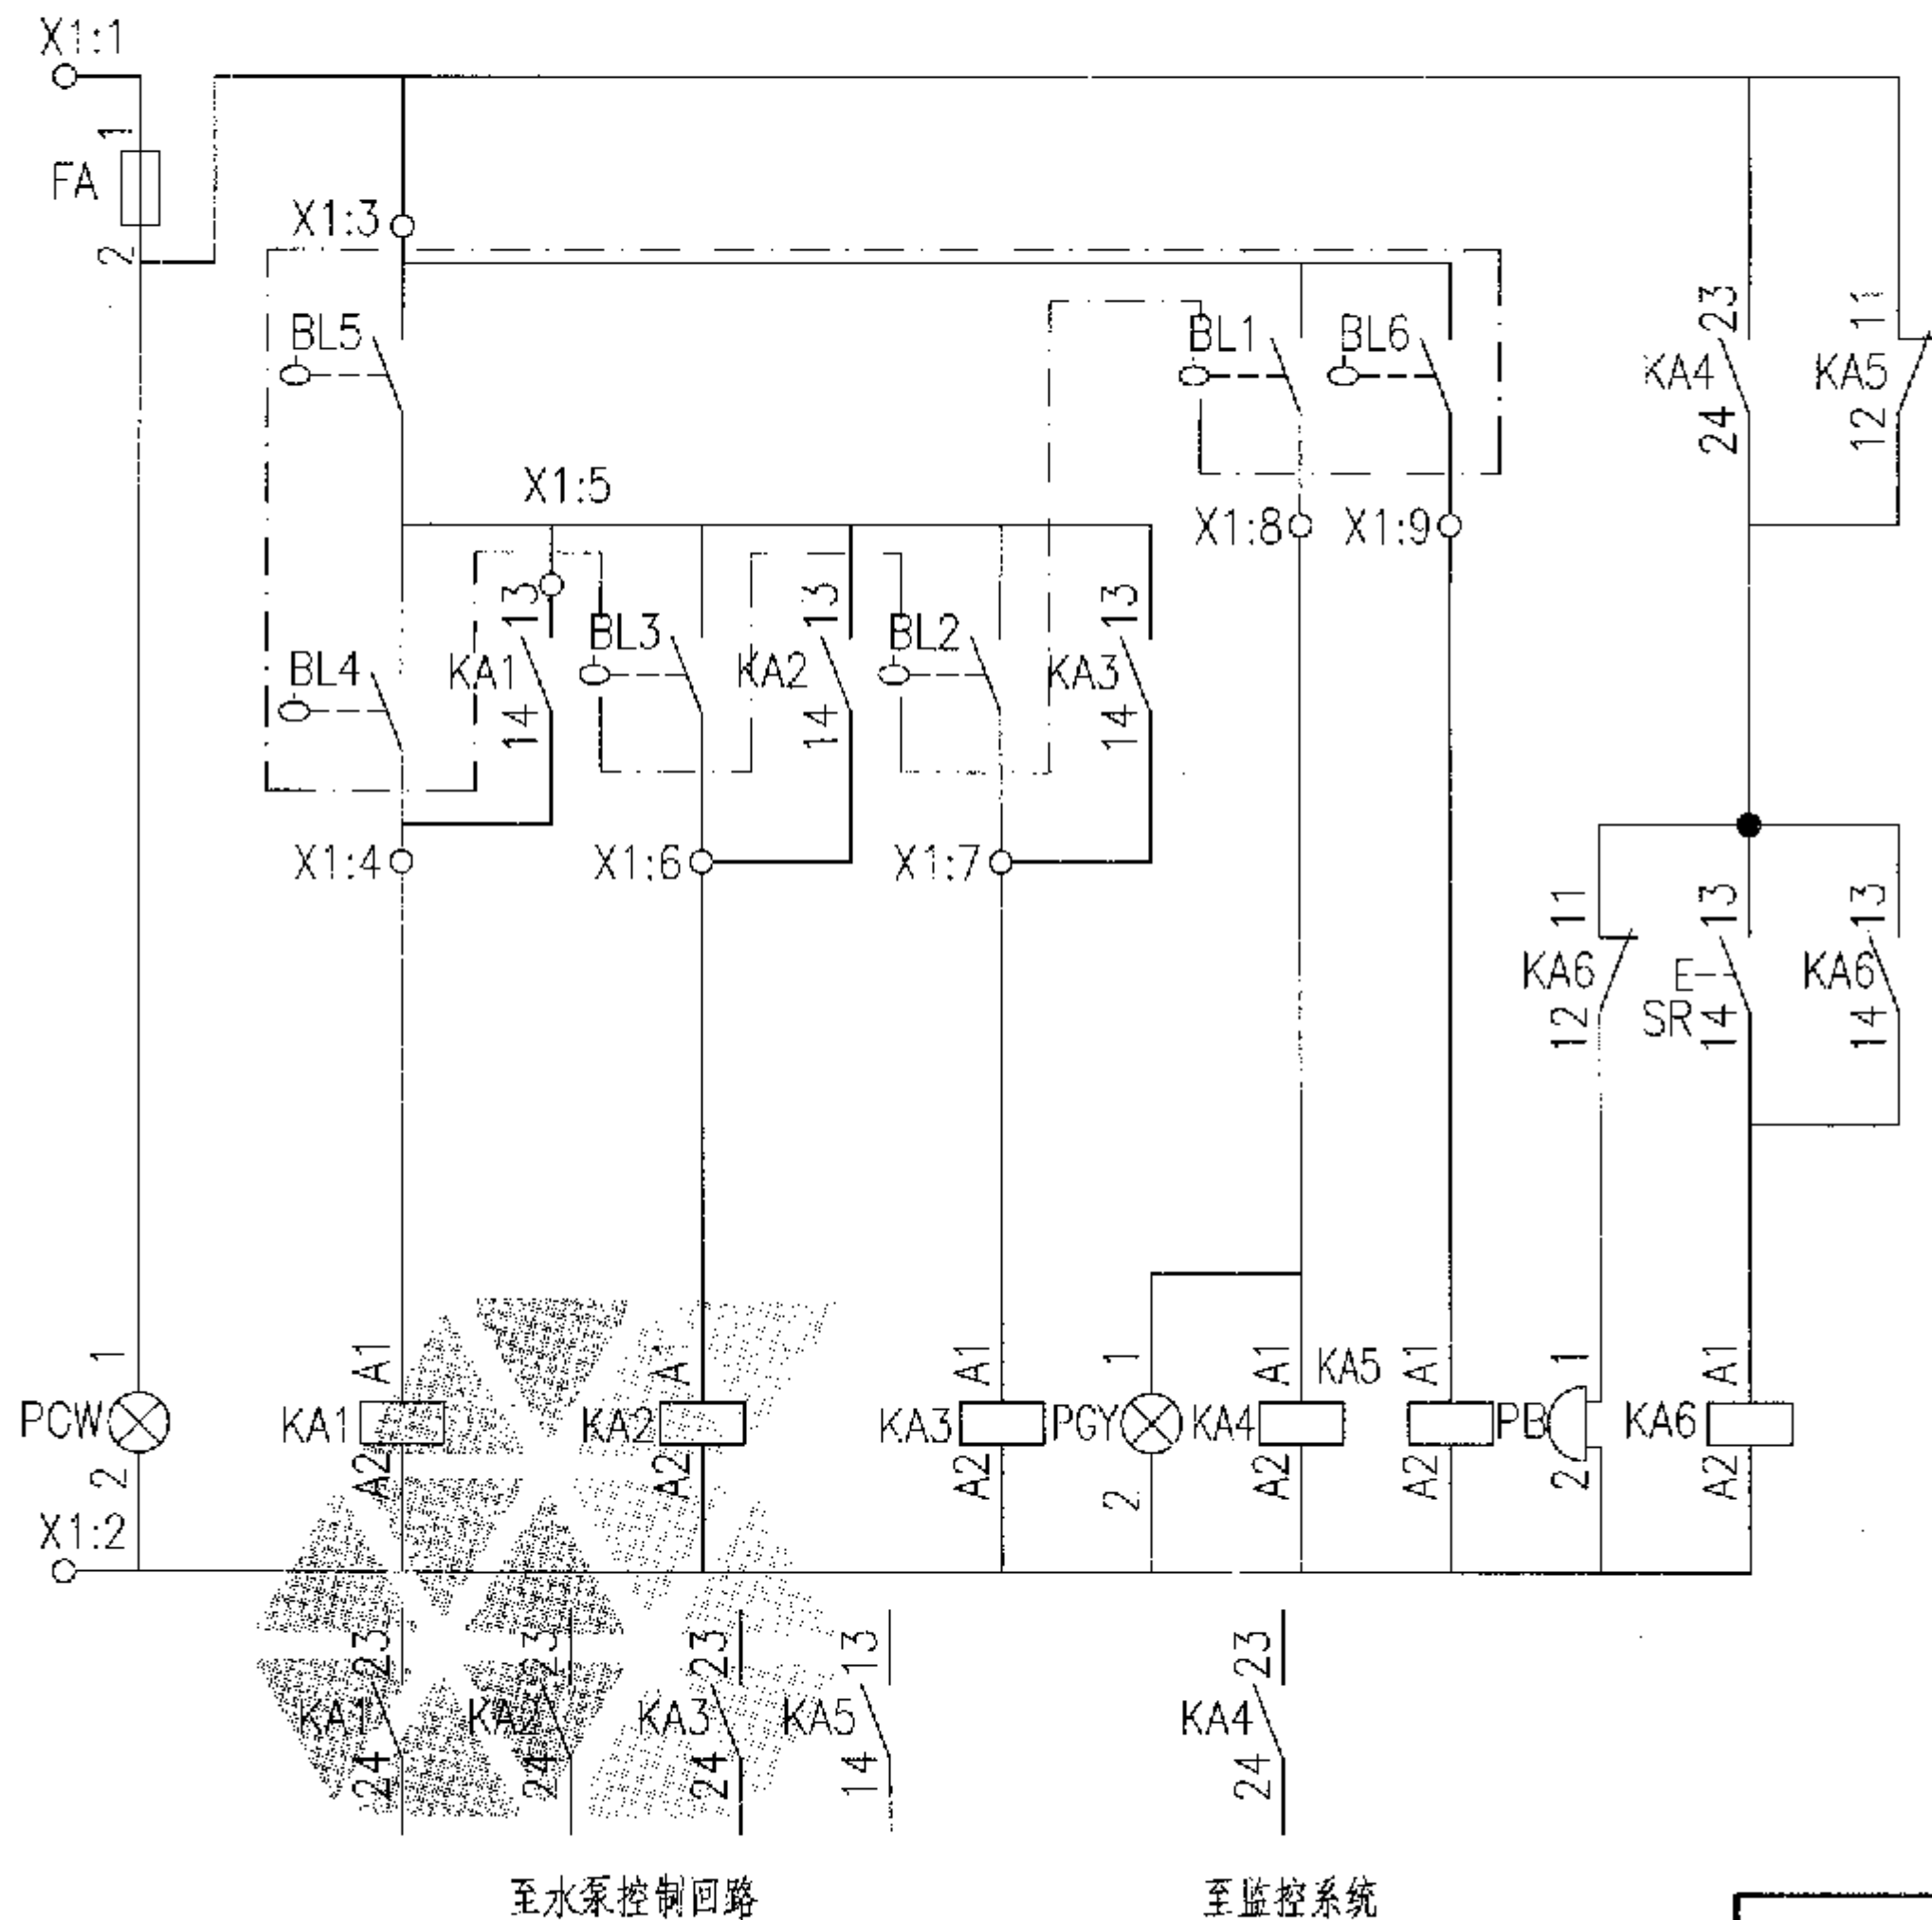 X1:1
1
FA
2
X1:3
BL5
BL1
BL6
23
KA4
24
11
KA5
12
X1:5
X1:8
X1:9
BL4
13
KA1
14
BL3
13
KA2
14
BL2
13
KA3
14
X1:4
X1:6
X1:7
11
KA6
12
13
E
SR
14
13
KA6
14
1
PGW
2
A1
KA1
A2
A1
KA2
A2
A1
KA3
A2
1
PGY
2
A1
KA4
A2
KA5
A1
A2
1
PB
2
A1
KA6
A2
X1:2
23
KA1
24
23
KA2
24
23
KA3
24
13
KA5
14
23
KA4
24
至水泵控制回路
至监控系统